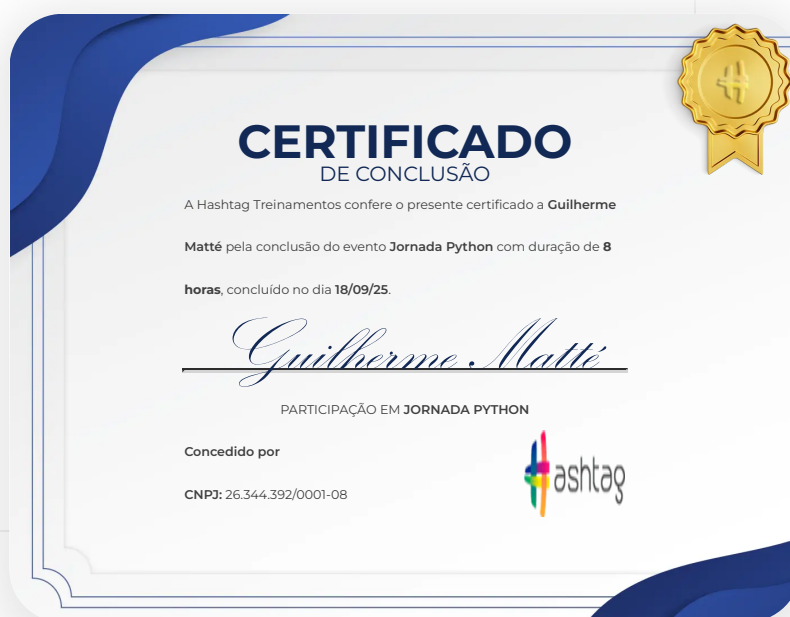 CERTIFICADO
DE CONCLUSÃO
A Hashtag Treinamentos confere o presente certificado a Guilherme
Matté pela conclusão do evento Jornada Python com duração de 8
horas, concluído no dia 18/09/25.
Guilherme Matté
PARTICIPAÇÃO EM JORNADA PYTHON
Concedido por
CNPJ: 26.344.392/0001-08
ashtag